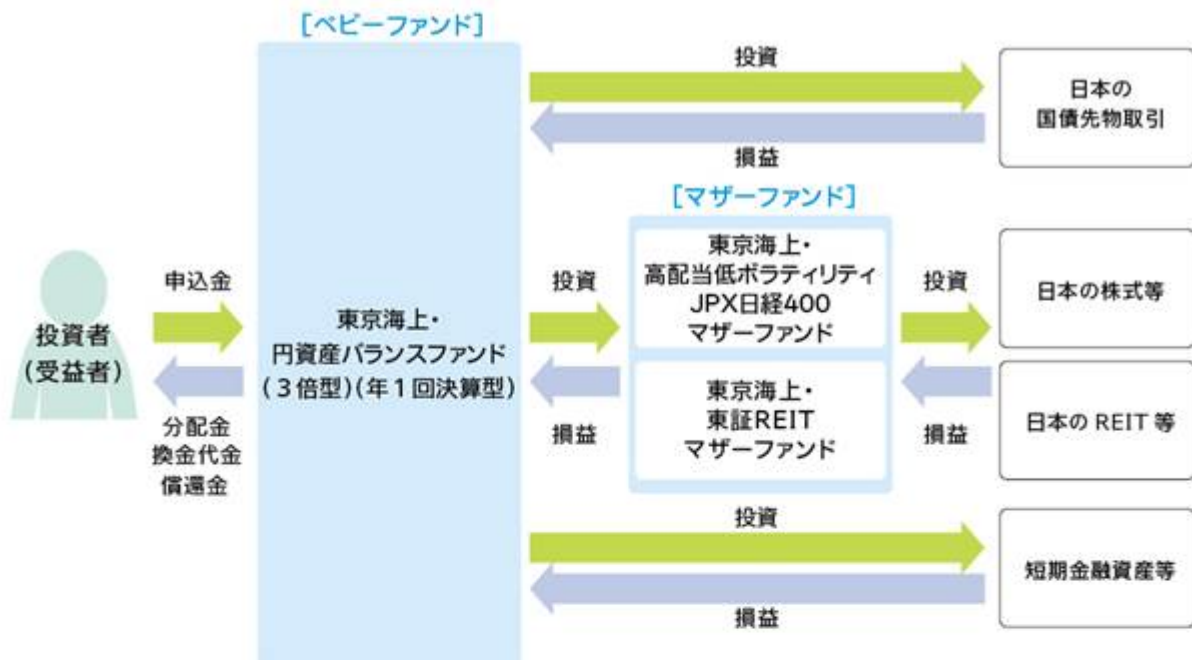 ［ベビーファンド］
投資
損益
日本の
国債先物取引
［マザーファンド］
申込金
投資者
（受益者）
分配金
換金代金
償還金
東京海上・
円資産バランスファンド
（３倍型）（年１回決算型）
投資
損益
東京海上・
高配当低ボラティリティ
JPX日経400
マザーファンド
東京海上・
東証REIT
マザーファンド
投資
損益
日本の株式等
日本の REIT 等
投資
損益
短期金融資産等